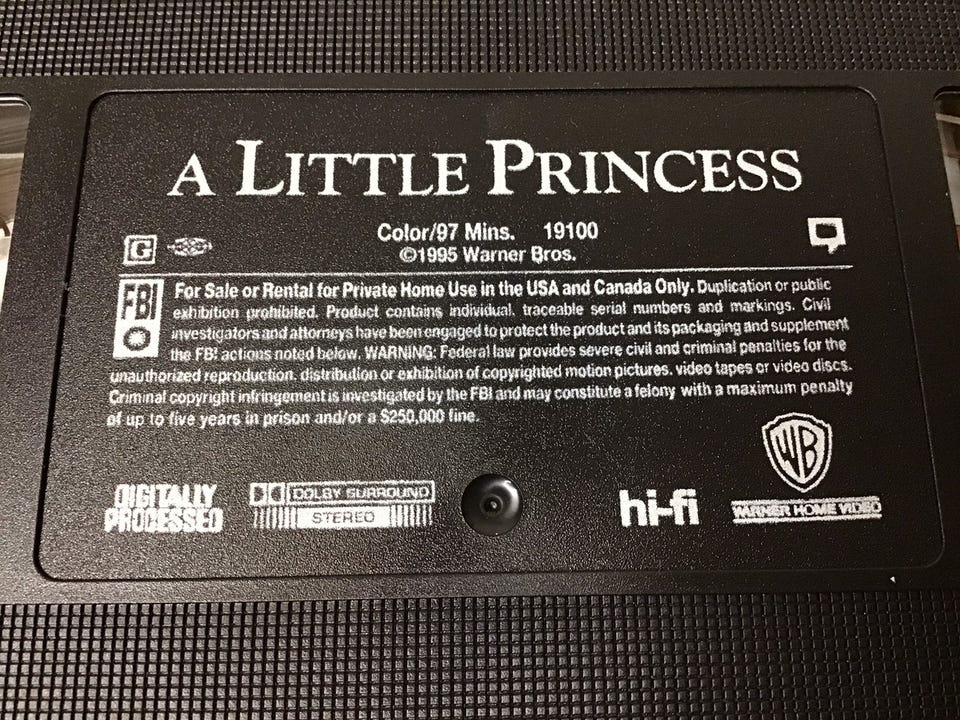 A LITTLE PRINCESS
Color/97 Mins. 19100
©1995 Warner Bros.
G
FBI
For Sale or Rental for Private Home Use in the USA and Canada Only. Duplication or public
exhibition prohibited. Product contains individual, traceable serial numbers and markings. Civil
investigators and attorneys have been engaged to protect the product and its packaging and supplement
the FBI actions noted below. WARNING: Federal law provides severe civil and criminal penalties for the
unauthorized reproduction, distribution or exhibition of copyrighted motion pictures, video tapes or video discs.
Criminal copyright infringement is investigated by the FBI and may constitute a felony with a maximum penalty
of up to five years in prison and/or a $250,000 fine.
WB
DIGITALLY
PROCESSED
DOLBY SURROUND
STEREO
hi-fi
WARNER HOME VIDEO